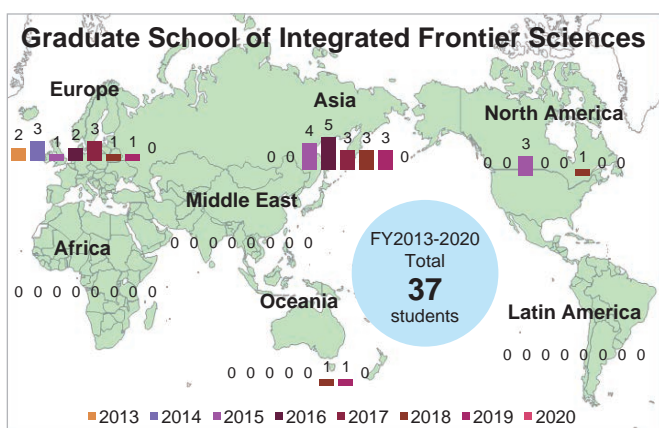 Graduate School of Integrated Frontier Sciences
Europe
2 3 1 2 3 1 1 0
Asia
0 0 4 5 3 3 3 0
North America
0 0 3 0 0 1 0 0
Middle East
0 0 0 0 0 0 0 0
Africa
0 0 0 0 0 0 0 0
FY2013-2020
Total
37
students
Oceania
0 0 0 0 0 1 1 0
Latin America
0 0 0 0 0 0 0 0
2013 2014 2015 2016 2017 2018 2019 2020